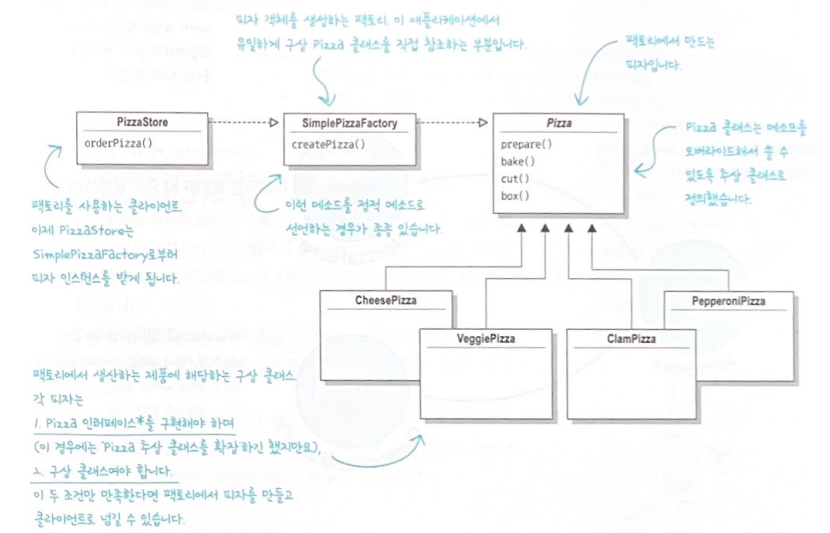 피자 객체를 생성하는 팩토리. 이 애플리케이션에서
유일하게 구상 Pizza 클래스를 직접 참조하는 부분입니다.
팩토리에서 만드는
피자입니다.
PizzaStore
orderPizza()
SimplePizzaFactory
createPizza()
Pizza
prepare()
bake()
cut()
box()
Pizza 클래스는 메소드를
오버라이드해서 쓸 수
있도록 추상 클래스로
정의했습니다.
팩토리를 사용하는 클라이언트
이제 PizzaStore는
SimplePizzaFactory로부터
피자 인스턴스를 받게 됩니다.
이런 메소드를 정적 메소드로
선언하는 경우가 종종 있습니다.
CheesePizza
PepperoniPizza
VeggiePizza
ClamPizza
팩토리에서 생산하는 제품에 해당하는 구상 클래스
각 피자는
1. Pizza 인터페이스*를 구현해야 하며
(이 경우에는 'Pizza 추상 클래스를 확장'하긴 했지만요),
2. 구상 클래스여야 합니다.
이 두 조건만 만족한다면 팩토리에서 피자를 만들고
클라이언트로 넘길 수 있습니다.